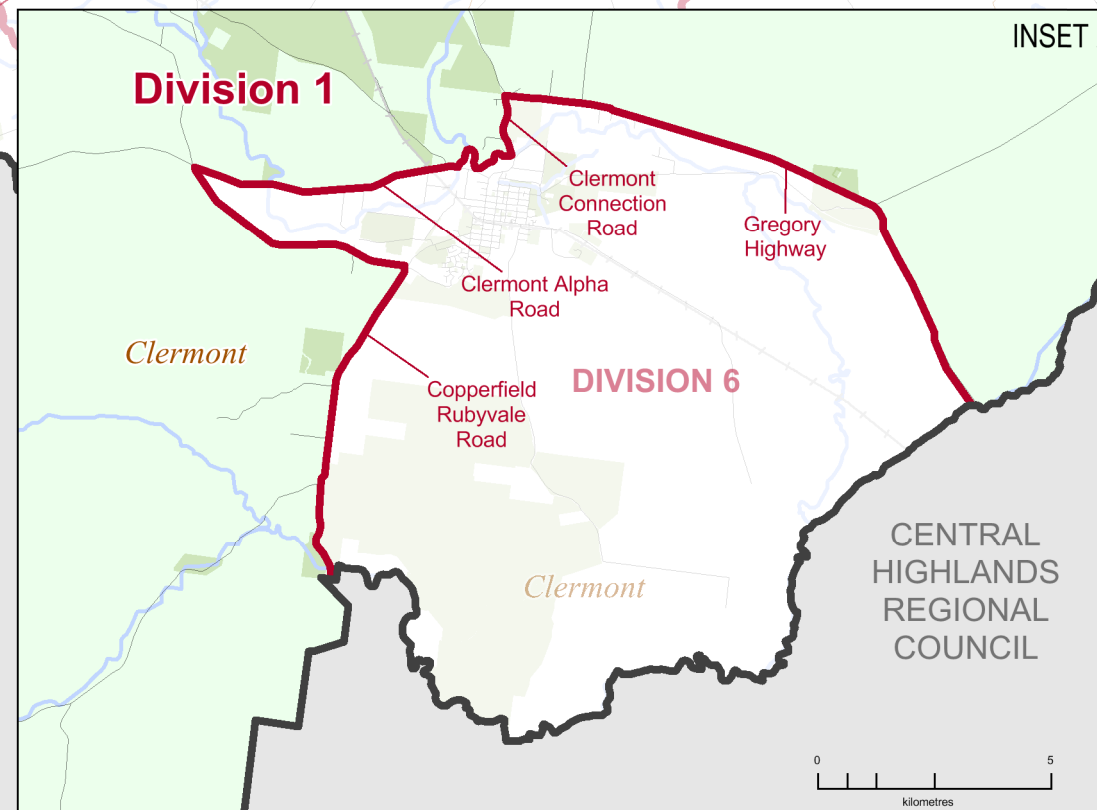 INSET
Division 1
Clermont
Connection
Road
Gregory
Highway
Clermont Alpha
Road
Clermont
Copperfield
Rubyvale
Road
DIVISION 6
CENTRAL
HIGHLANDS
REGIONAL
COUNCIL
Clermont
0 5
kilometres